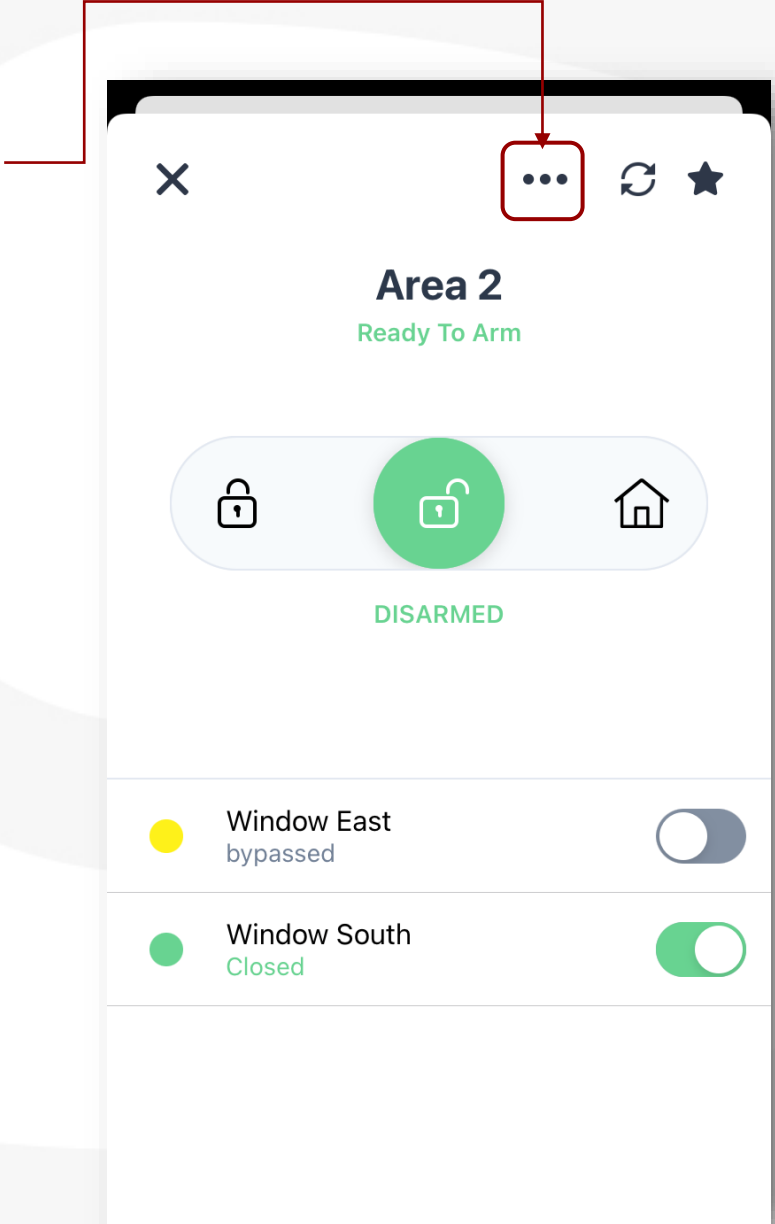 Area 2
Ready To Arm
DISARMED
Window East
bypassed
Window South
Closed